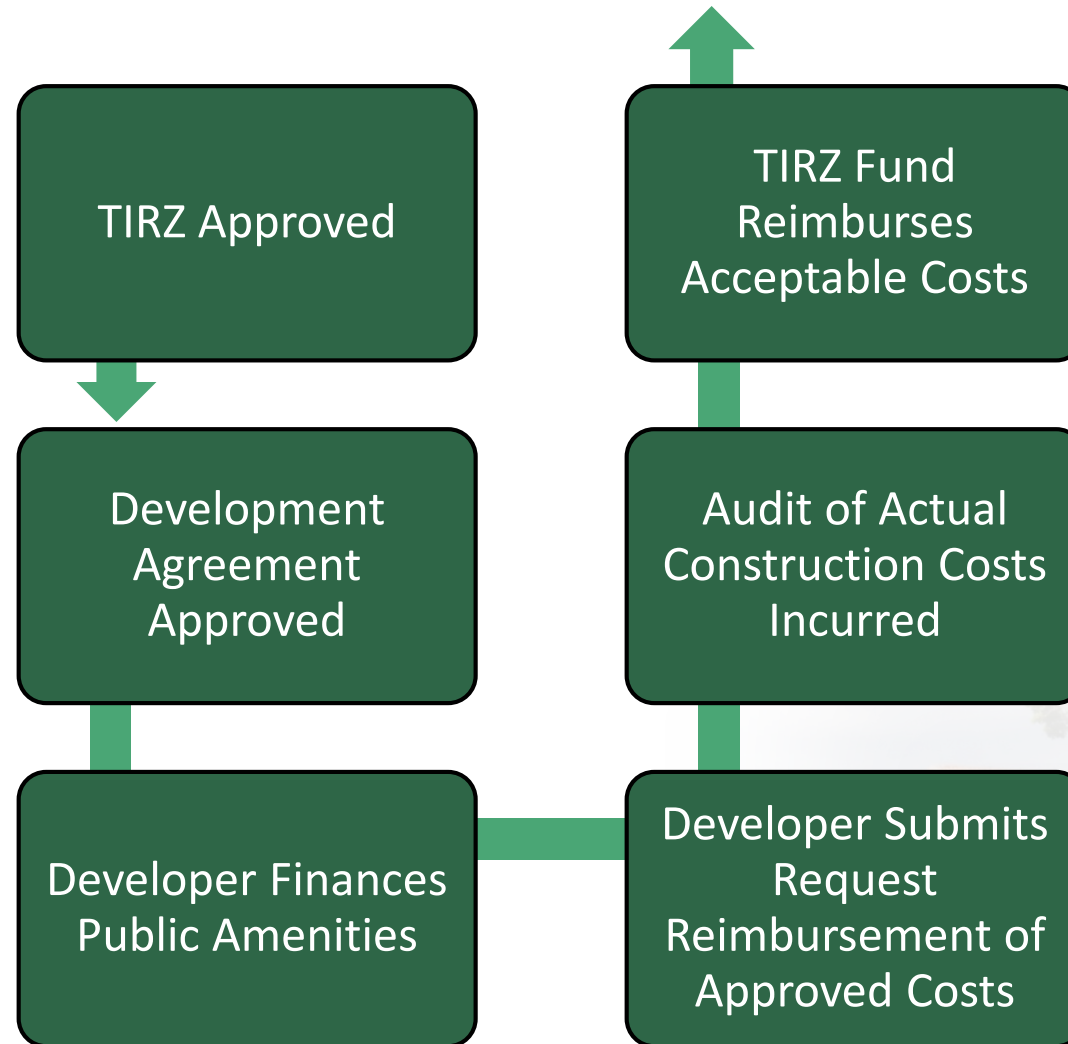 TIRZ Approved
Development
Agreement
Approved
Developer Finances
Public Amenities
Developer Submits
Request
Reimbursement of
Approved Costs
Audit of Actual
Construction Costs
Incurred
TIRZ Fund
Reimburses
Acceptable Costs